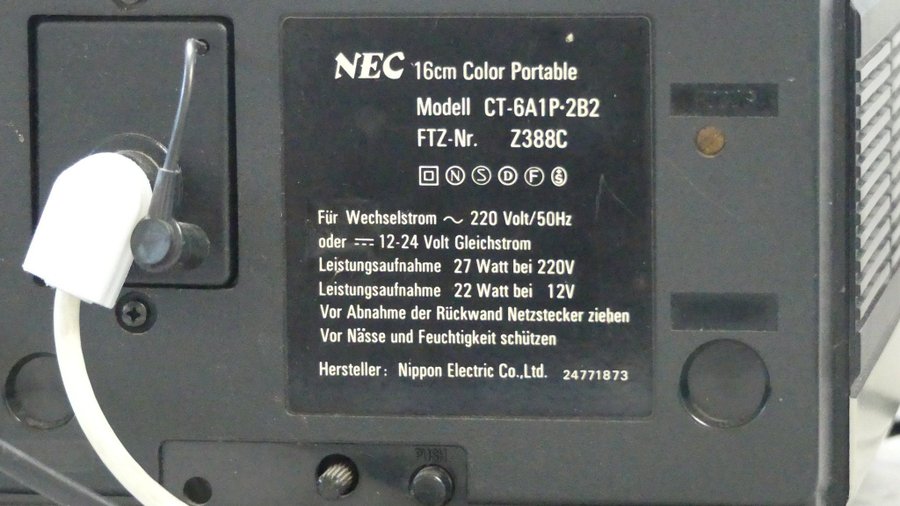 NEC 16cm Color Portable
Modell CT-6A1P·2B2
FTZ-Nr. Z388C
N S D F S
Für Wechselstrom ~ 220 Volt/50Hz
oder ⎓ 12-24 Volt Gleichstrom
Leistungsaufnahme 27 Watt bei 220V
Leistungsaufnahme 22 Watt bei 12V
Vor Abnahme der Rückwand Netzstecker ziehen
Vor Nässe und Feuchtigkeit schützen
Hersteller: Nippon Electric Co.,Ltd. 24771873
PUSH